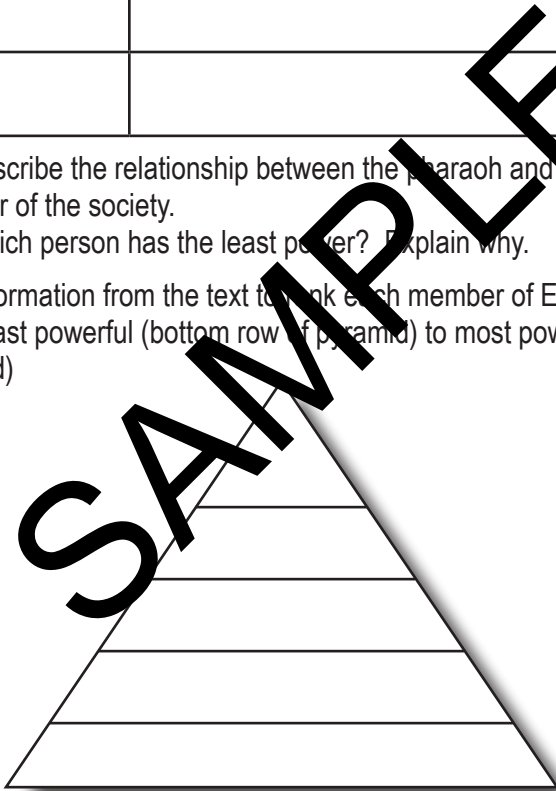 scribe the relationship between the pharaoh and
r of the society.
ich person has the least power? Explain why.
ormation from the text to rank each member of E
ast powerful (bottom row of pyramid) to most pow
d)
SAMPLE